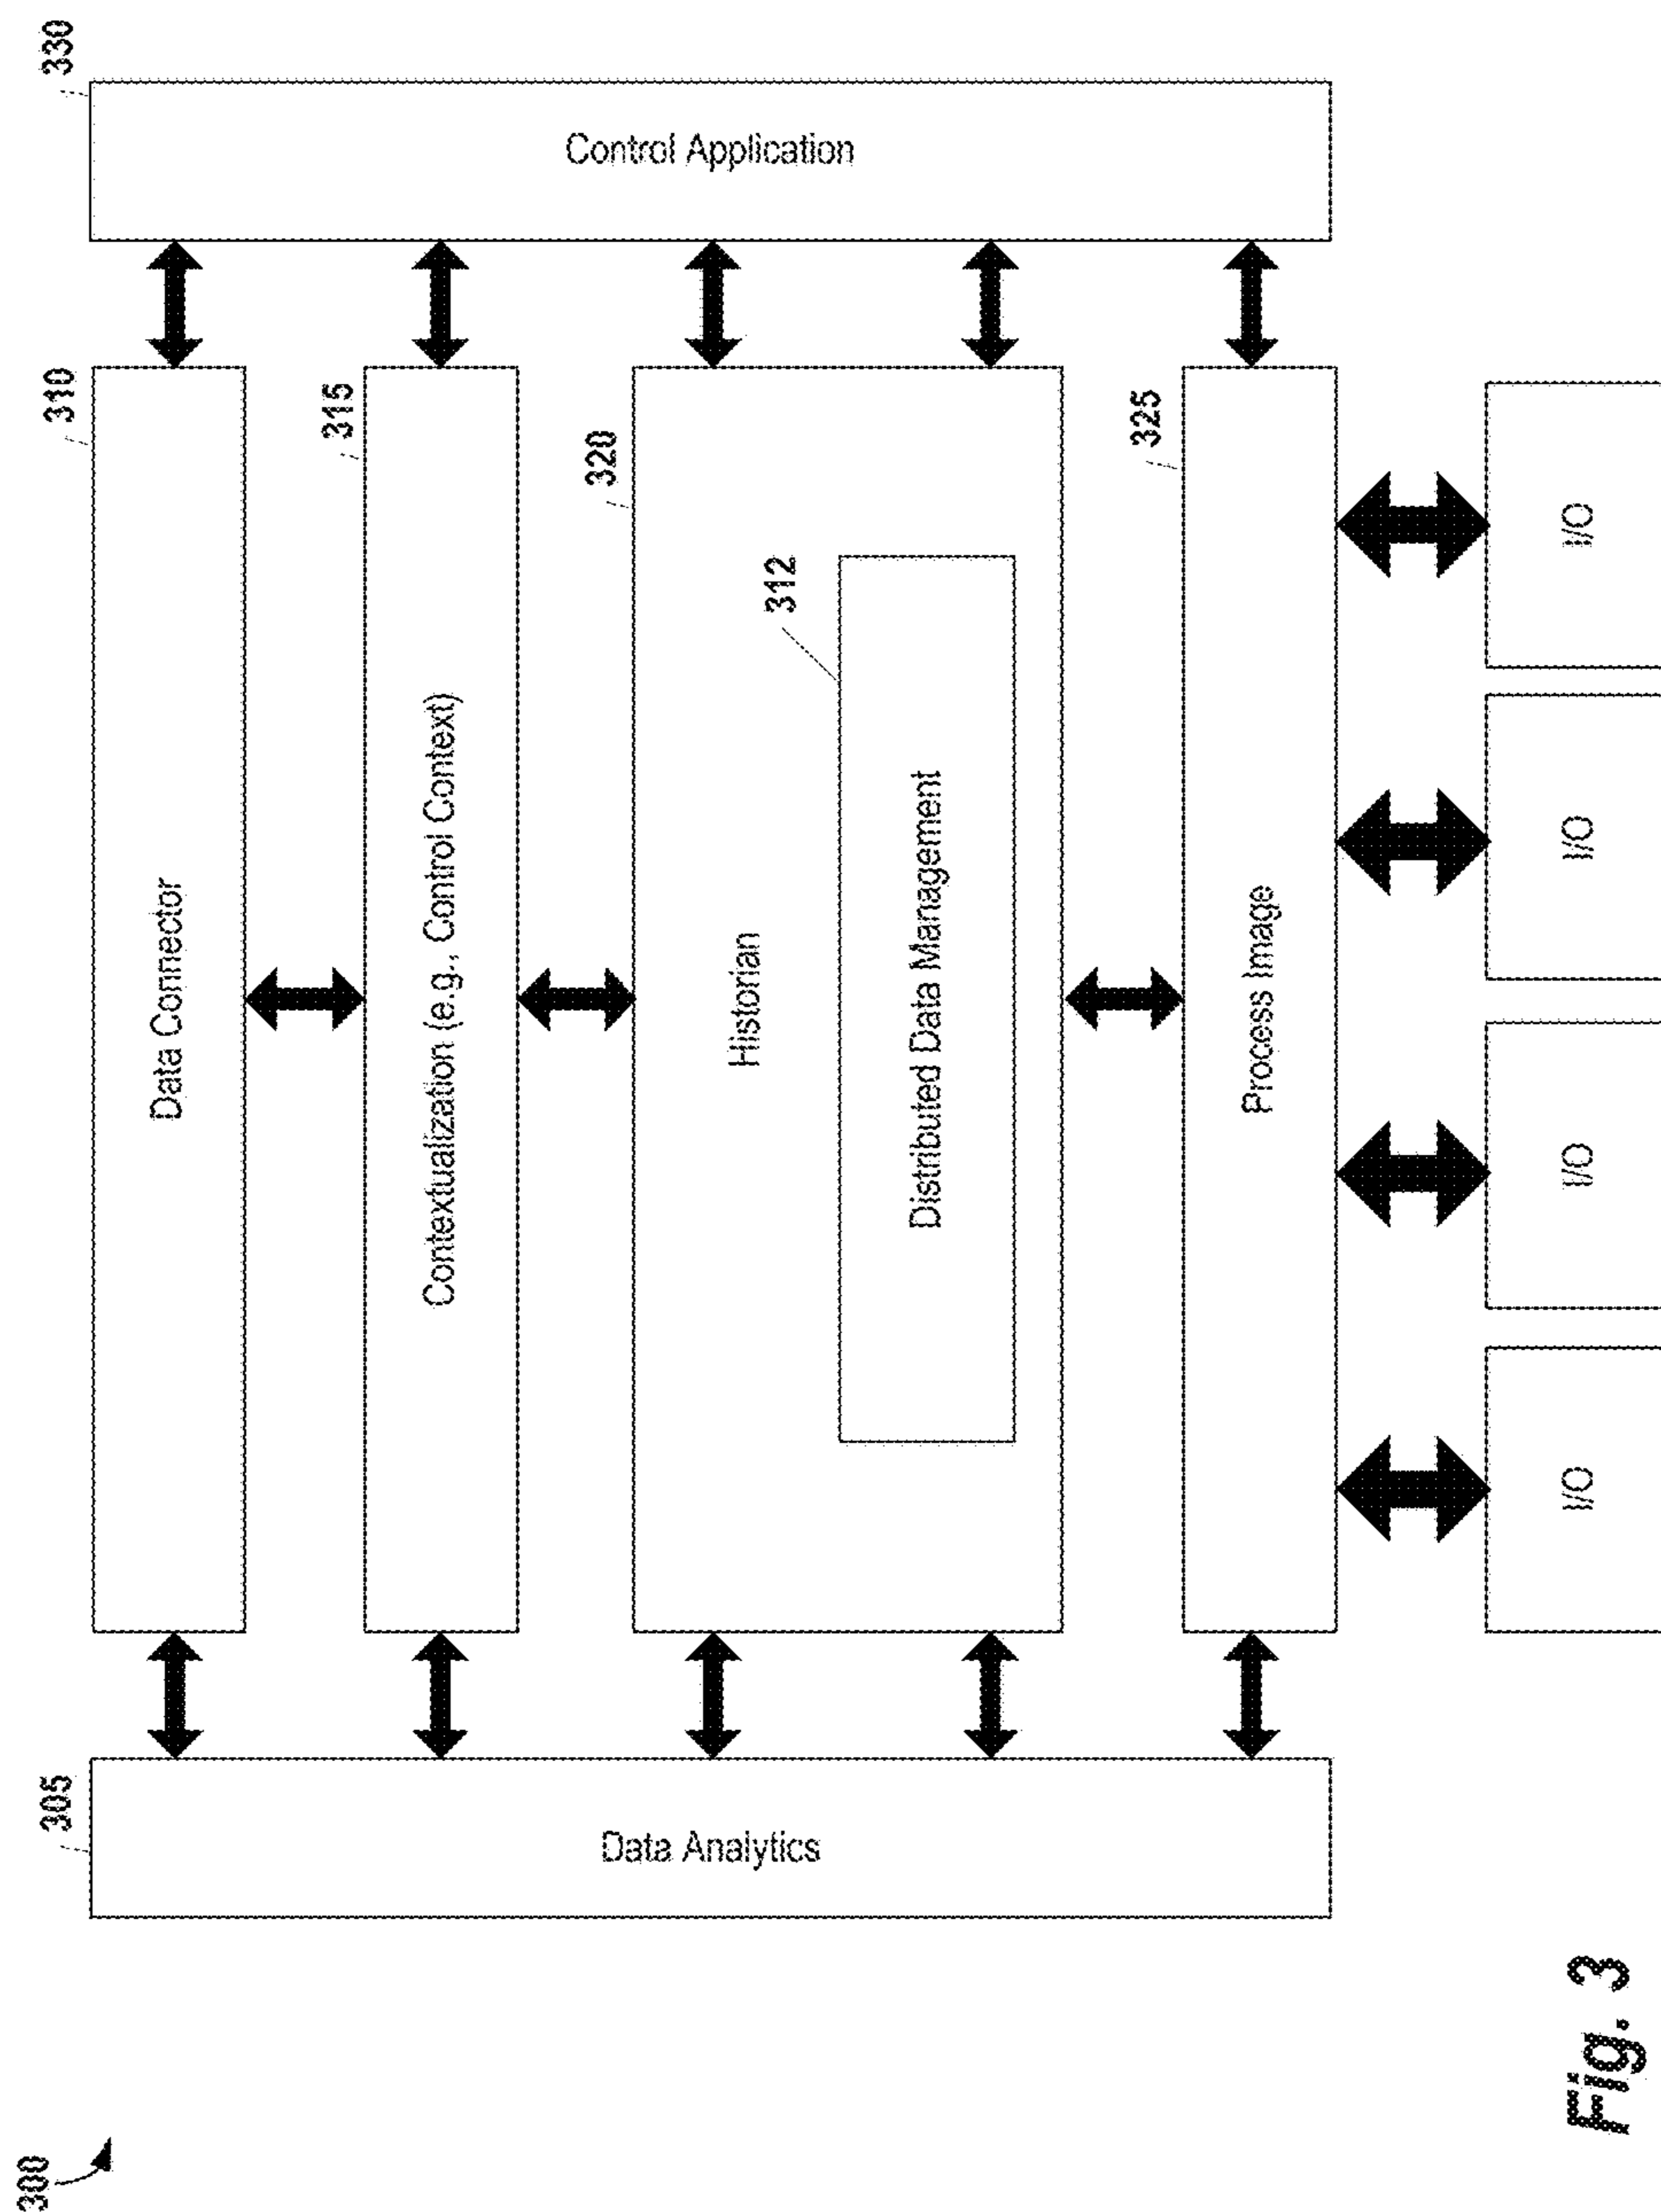 300
305
310
330
Data Analytics
Data Connector
Control Application
315
Contextualization (e.g., Control Context)
320
Historian
312
Distributed Data Management
325
Process Image
I/O
I/O
I/O
I/O
Fig. 3